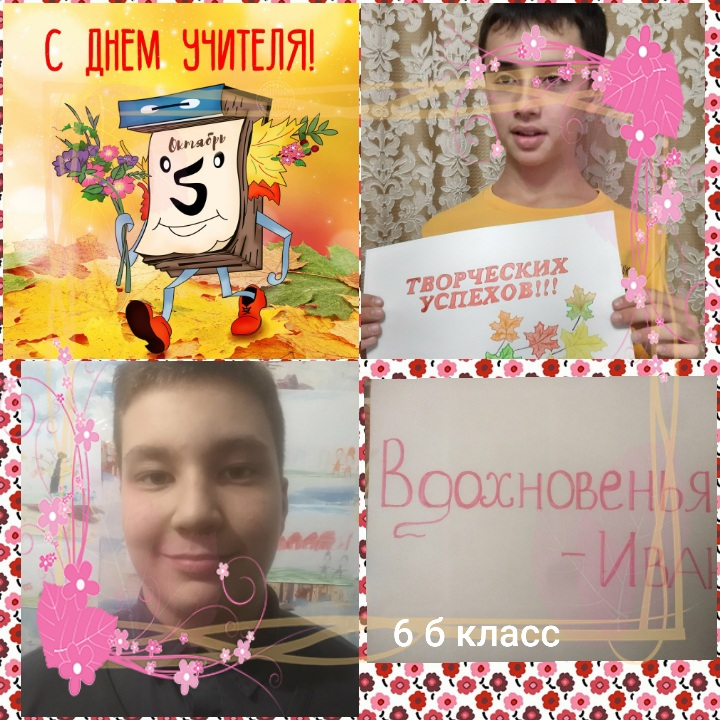 С ДНЕМ УЧИТЕЛЯ!
Октябрь
5
ТВОРЧЕСКИХ
УСПЕХОВ!!!
Вдохновенья
6 б класс